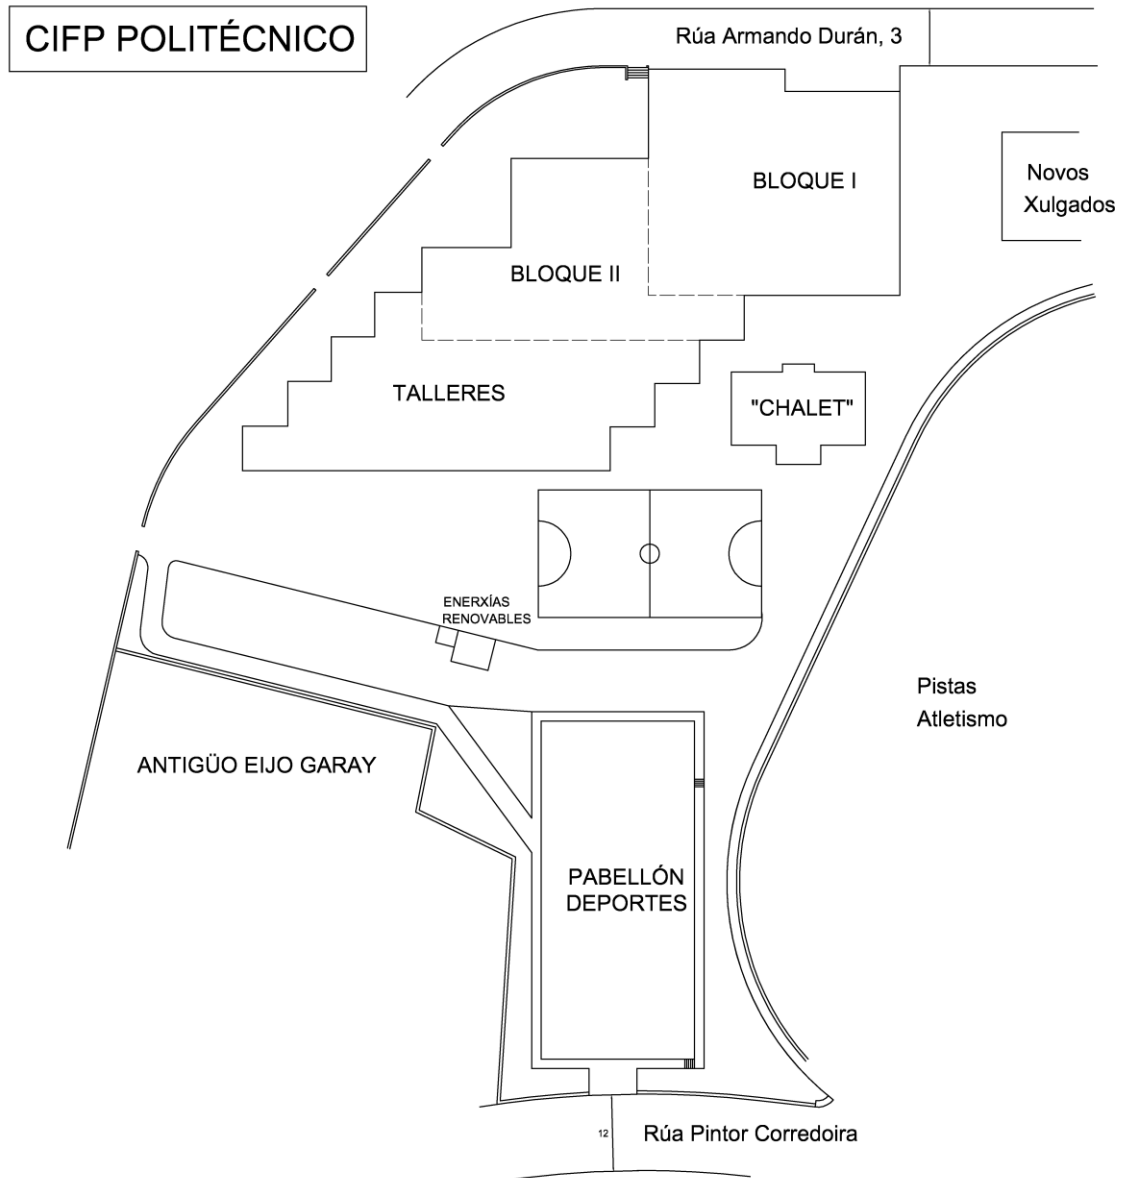 CIFP POLITÉCNICO
Rúa Armando Durán, 3
BLOQUE I
Novos
Xulgados
BLOQUE II
TALLERES
"CHALET"
ENERXÍAS
RENOVABLES
Pistas
Atletismo
ANTIGÜO EIJO GARAY
PABELLÓN
DEPORTES
12
Rúa Pintor Corredoira